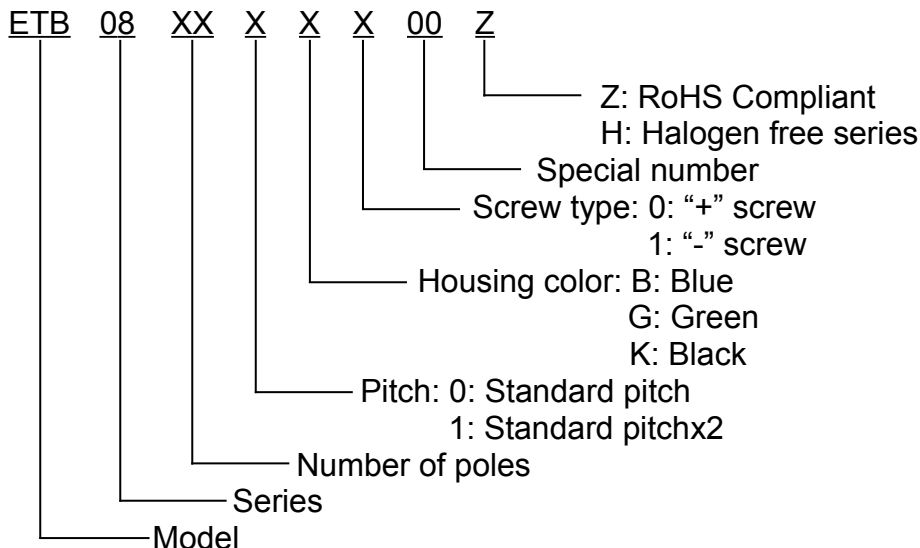 ETB 08 XX X X X 00 Z
Z: RoHS Compliant
H: Halogen free series
Special number
Screw type: 0: “+” screw
1: “-” screw
Housing color: B: Blue
G: Green
K: Black
Pitch: 0: Standard pitch
1: Standard pitchx2
Number of poles
Series
Model